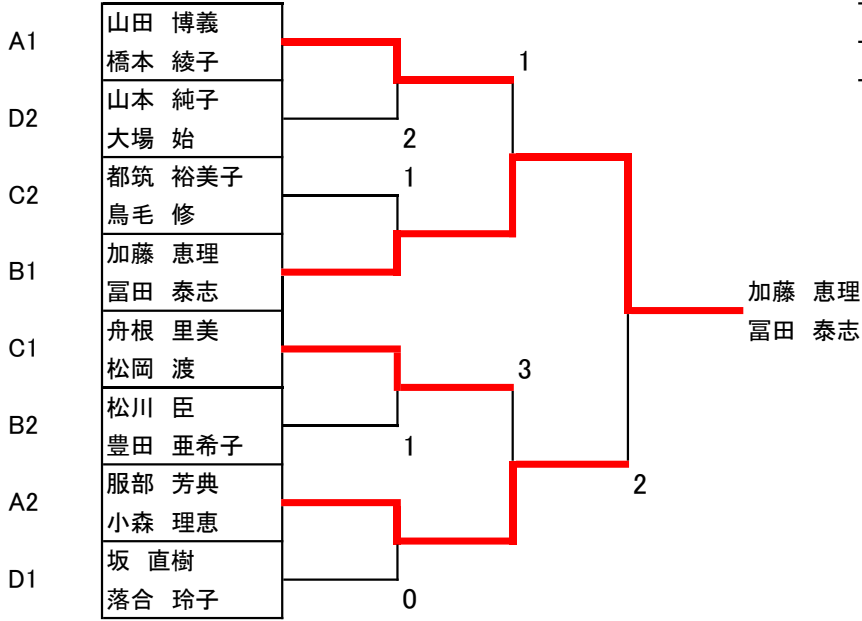 A1
山田 博義
橋本 綾子
D2
山本 純子
大場 始
C2
都筑 裕美子
鳥毛 修
B1
加藤 恵理
冨田 泰志
C1
舟根 里美
松岡 渡
B2
松川 臣
豊田 亜希子
A2
服部 芳典
小森 理恵
D1
坂 直樹
落合 玲子
2
1
1
0
1
3
2
加藤 恵理
冨田 泰志